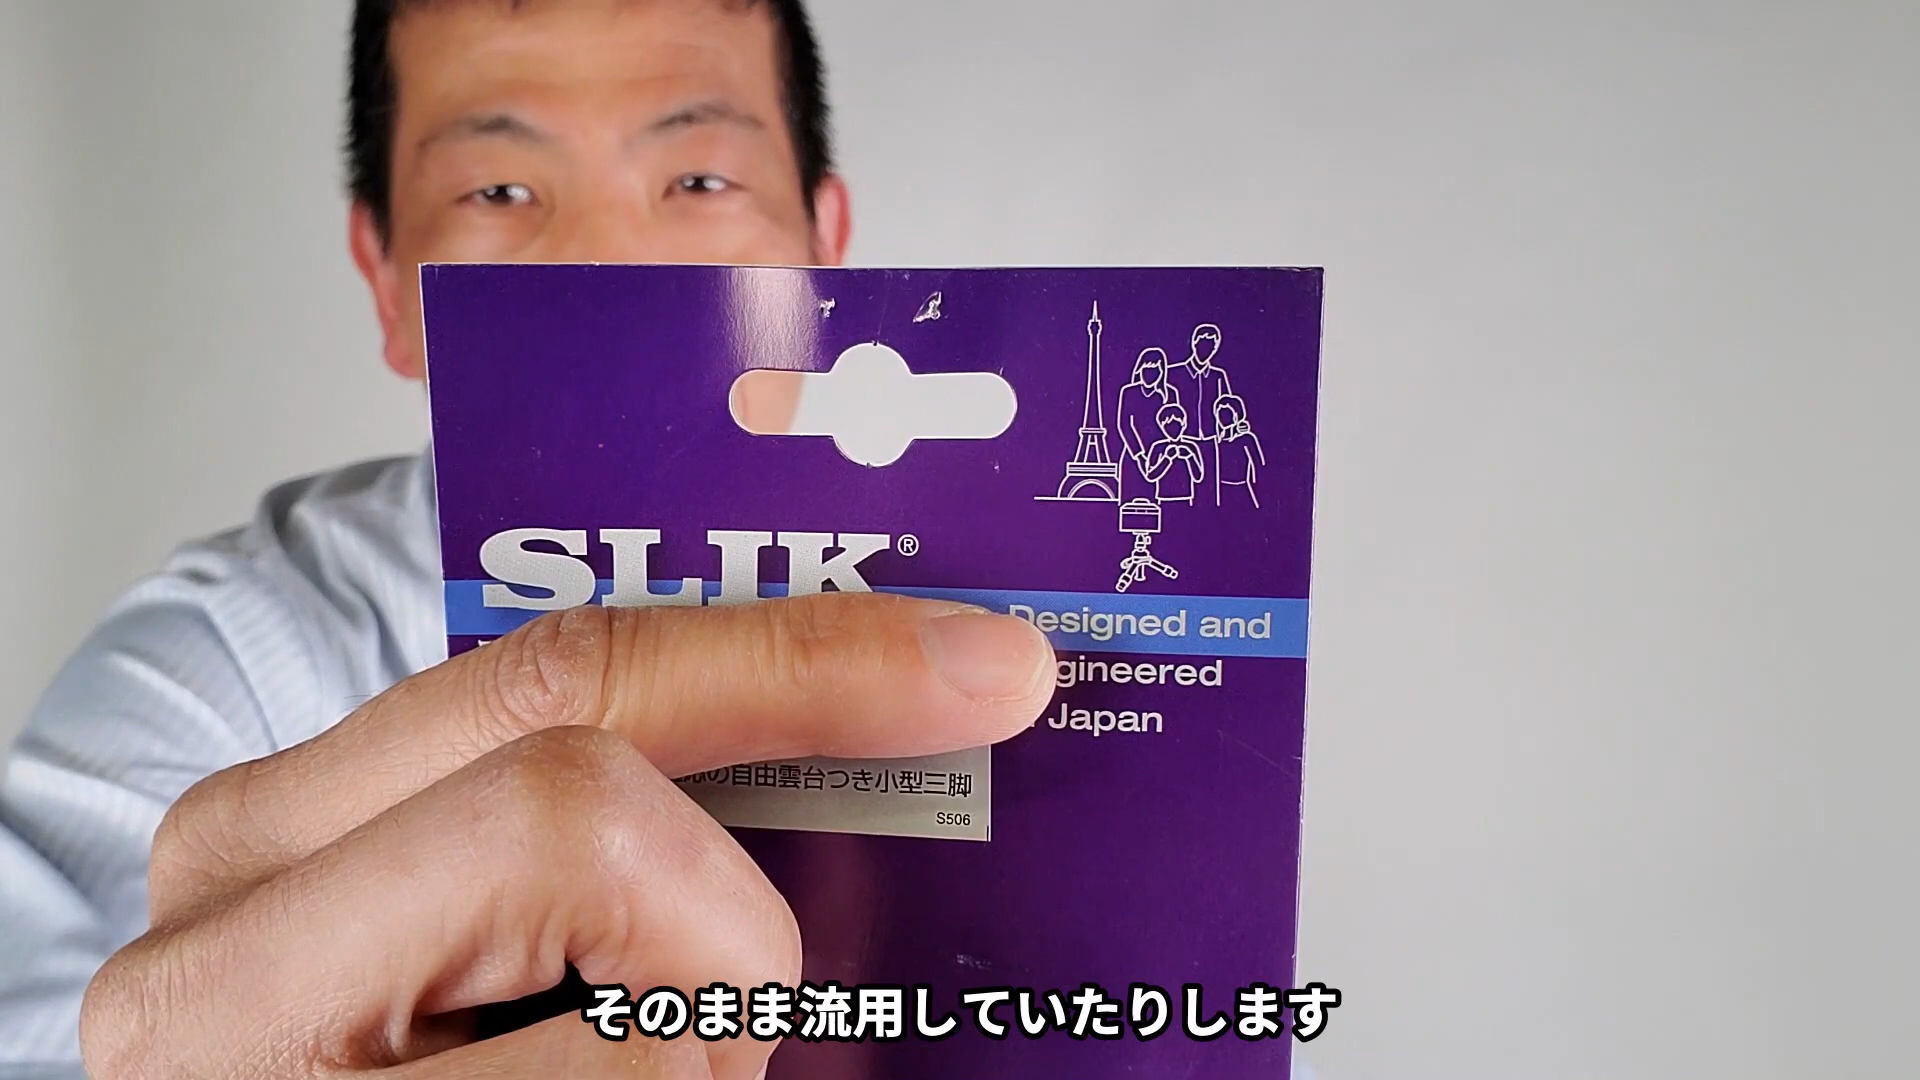 SLIK®
Designed and
gineered
Japan
の自由雲台つき小型三脚
S506
そのまま流用していたりします